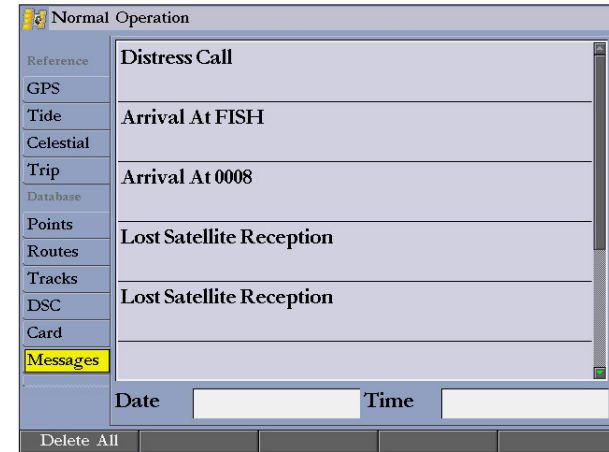 Normal Operation
Reference
GPS
Tide
Celestial
Trip
Database
Points
Routes
Tracks
DSC
Card
Messages
Distress Call
Arrival At FISH
Arrival At 0008
Lost Satellite Reception
Lost Satellite Reception
Date
Time
Delete All